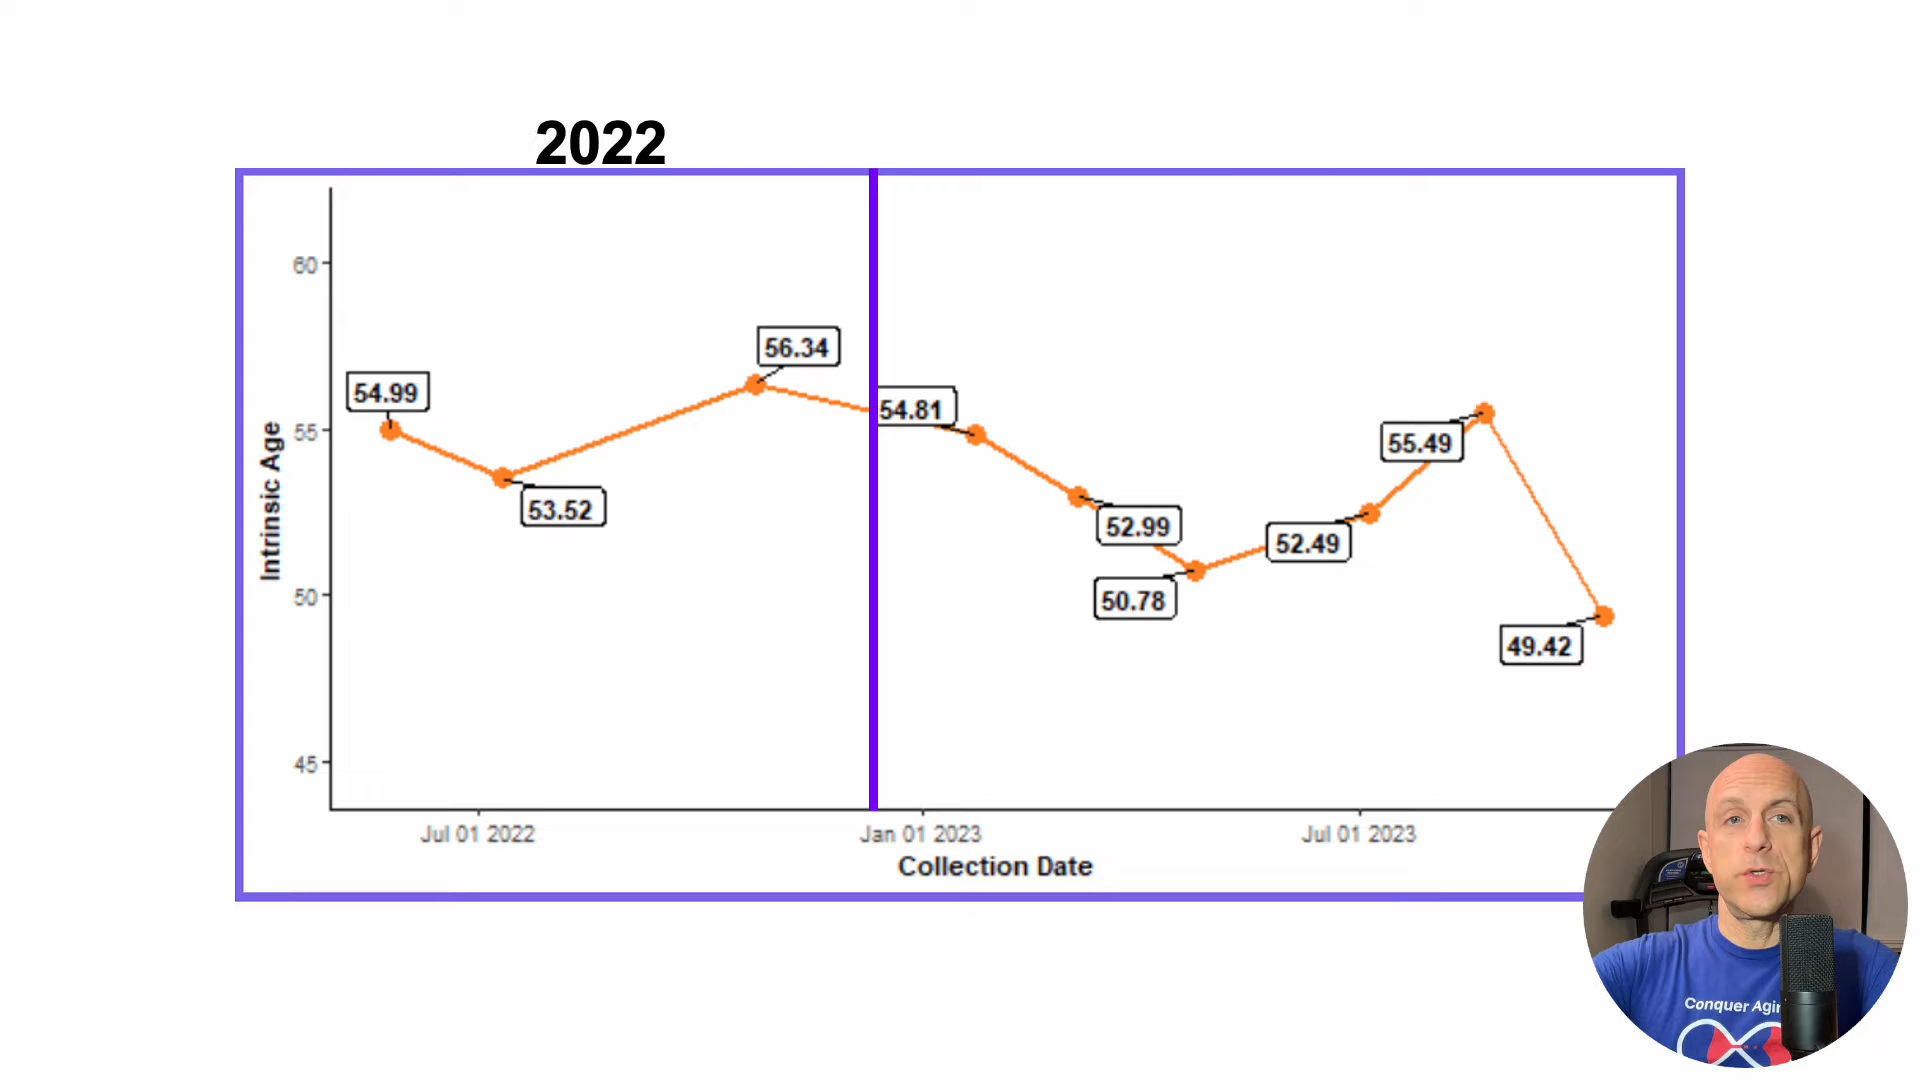 2022
60
55
50
45
Intrinsic Age
54.99
53.52
56.34
54.81
52.99
50.78
52.49
55.49
49.42
Jul 01 2022
Jan 01 2023
Jul 01 2023
Collection Date
Conquer Agi